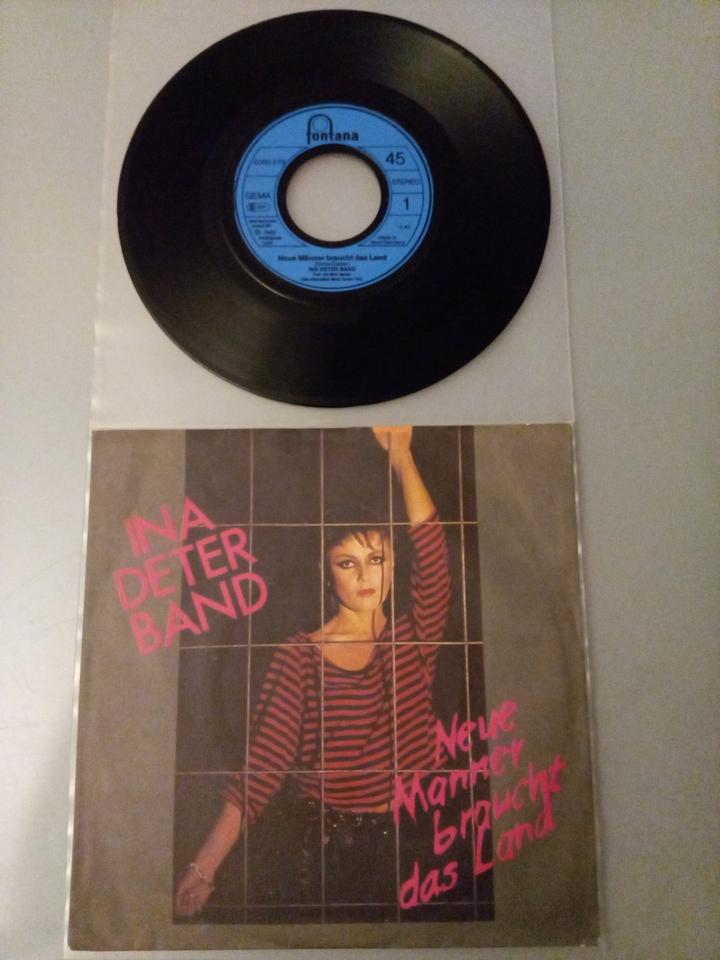 fontana
45
STEREO
GEMA
1
Neue Männer braucht das Land
INA DETER BAND
INA
DETER
BAND
Neue
Männer
braucht
das Land